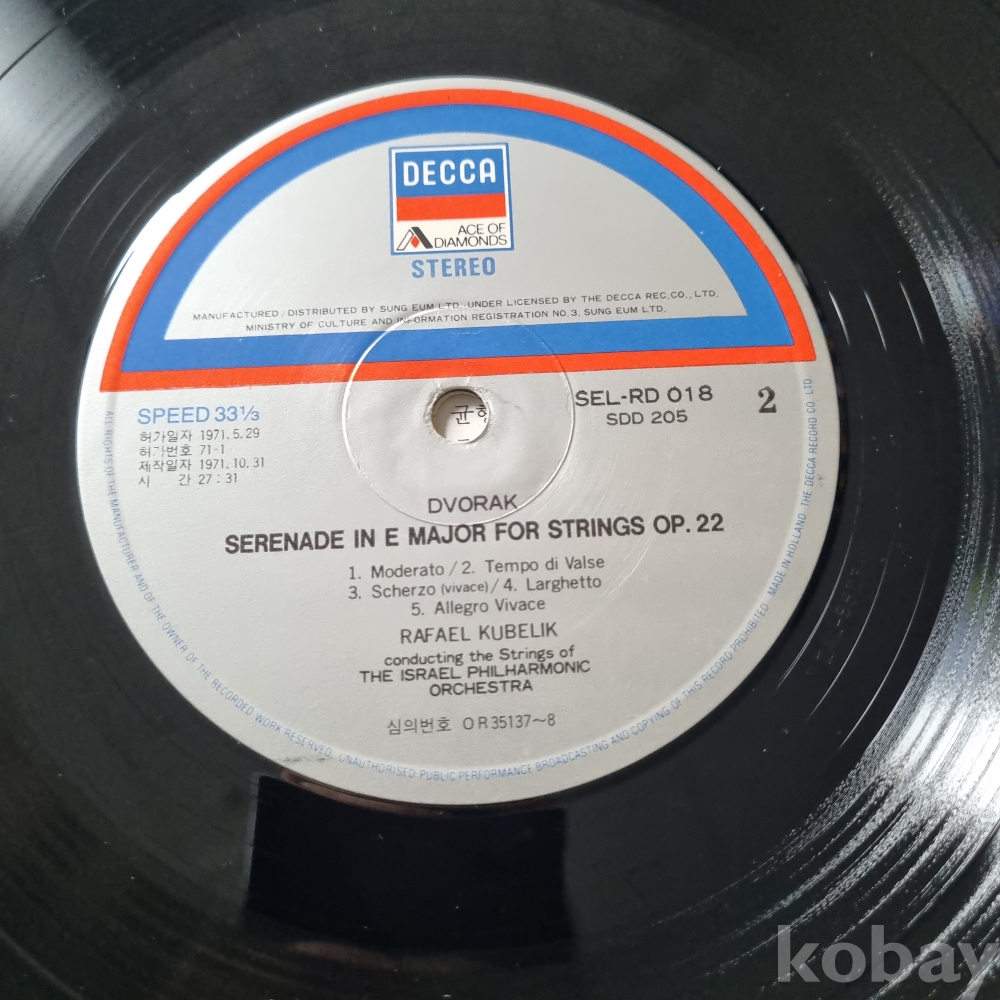 DECCA
ACE OF
DIAMONDS
STEREO
MANUFACTURED / DISTRIBUTED BY SUNG EUM LTD. UNDER LICENSED BY THE DECCA REC, CO., LTD.
MINISTRY OF CULTURE AND INFORMATION REGISTRATION NO. 3. SUNG EUM LTD.
SPEED 33⅓
허가일자 1971. 5. 29
허가번호 71-1
제작일자 1971. 10. 31
시 간 27 : 31
SEL-RD 018
SDD 205
2
균
DVORAK
SERENADE IN E MAJOR FOR STRINGS OP. 22
1. Moderato / 2. Tempo di Valse
3. Scherzo (vivace) / 4. Larghetto
5. Allegro Vivace
RAFAEL KUBELIK
conducting the Strings of
THE ISRAEL PHILHARMONIC
ORCHESTRA
심의번호 OR35137~8
ALL RIGHTS OF THE MANUFACTURER AND OF THE OWNER OF THE RECORDED WORK RESERVED. UNAUTHORISED PUBLIC PERFORMANCE BROADCASTING AND COPYING OF THIS RECORD PROHIBITED MADE IN HOLLAND THE DECCA RECORD CO. LTD.
kobay